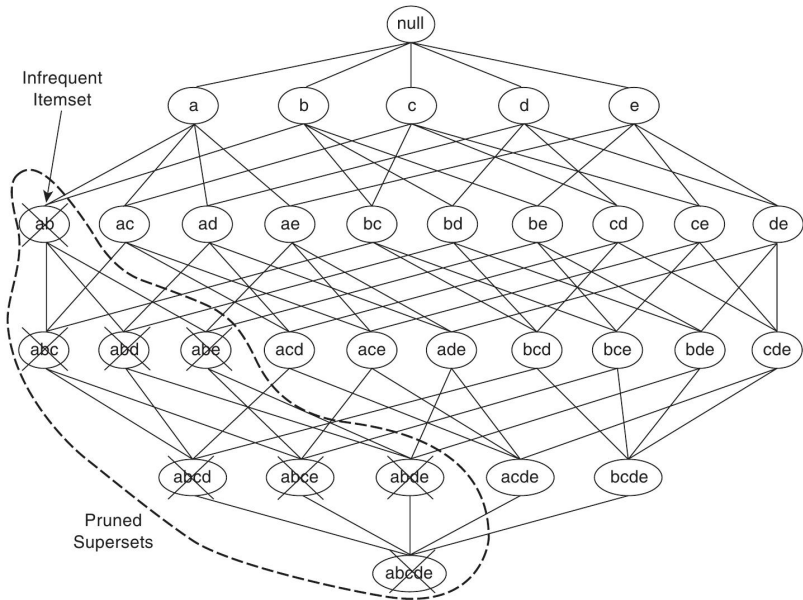 null
Infrequent
Itemset
a
b
c
d
e
ab
ac
ad
ae
bc
bd
be
cd
ce
de
abc
abd
abe
acd
ace
ade
bcd
bce
bde
cde
abcd
abce
abde
acde
bcde
Pruned
Supersets
abcde